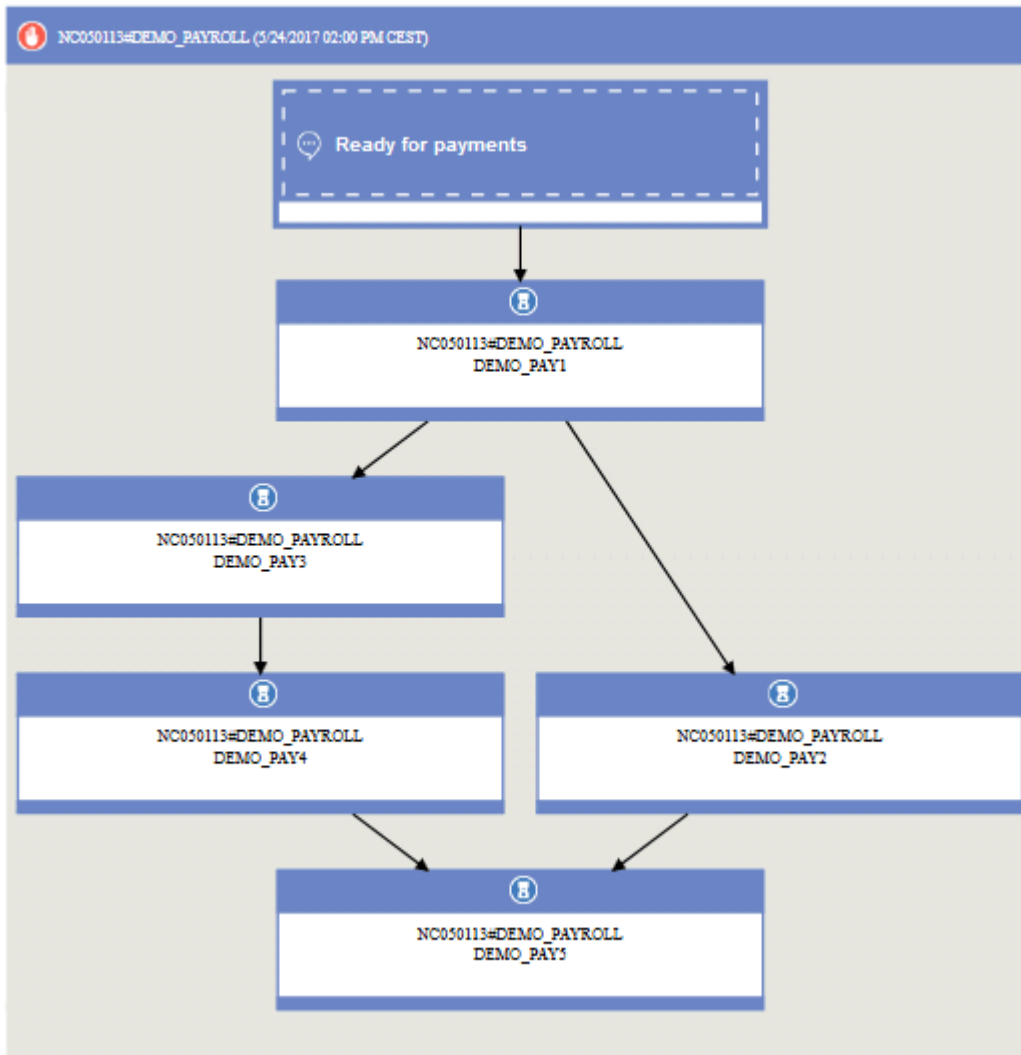 NC050113#DEMO_PAYROLL (5/24/2017 02:00 PM CEST)
Ready for payments
NC050113#DEMO_PAYROLL
DEMO_PAY1
NC050113#DEMO_PAYROLL
DEMO_PAY3
NC050113#DEMO_PAYROLL
DEMO_PAY4
NC050113#DEMO_PAYROLL
DEMO_PAY2
NC050113#DEMO_PAYROLL
DEMO_PAY5